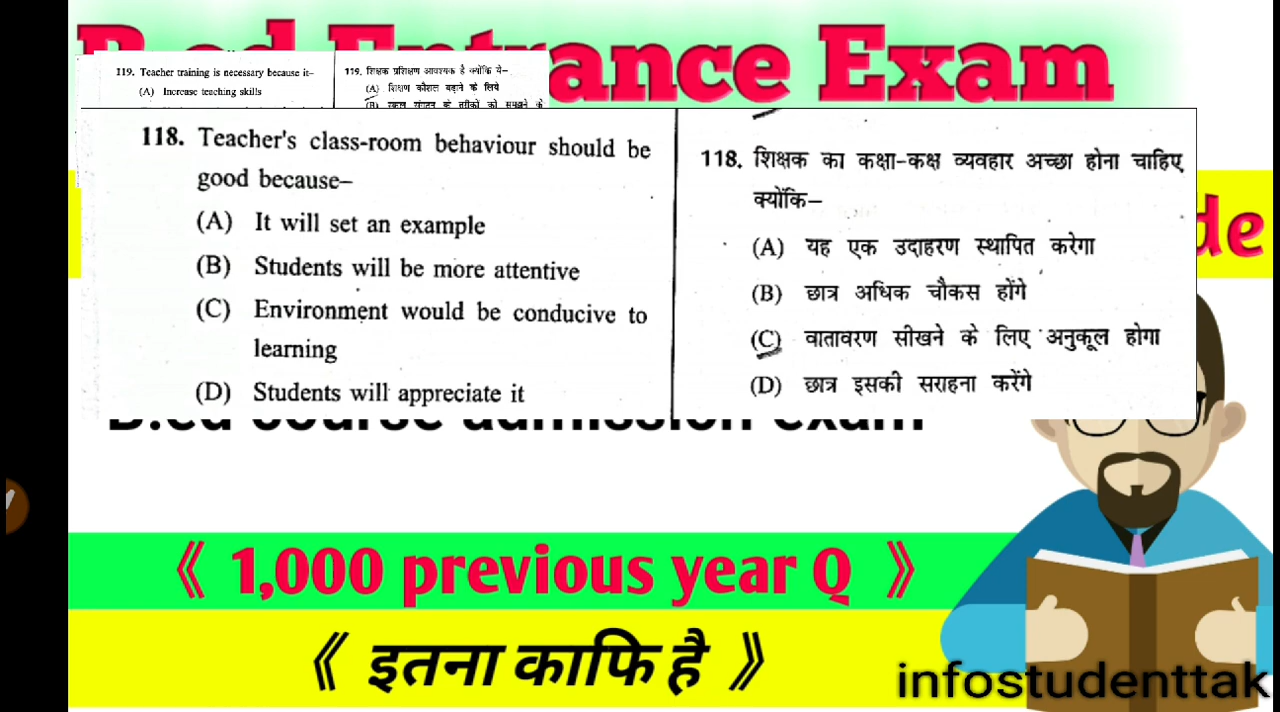 B.ed Entrance Exam
119. Teacher training is necessary because it–
(A) Increase teaching skills
119. शिक्षक प्रशिक्षण आवश्यक है क्योंकि ये–
(A) शिक्षण कौशल बढ़ाने के लिये
(B) स्कूल संगठन के तरीकों को समझने के
118. Teacher's class-room behaviour should be
good because–
(A) It will set an example
(B) Students will be more attentive
(C) Environment would be conducive to
learning
(D) Students will appreciate it
118. शिक्षक का कक्षा-कक्ष व्यवहार अच्छा होना चाहिए
क्योंकि–
(A) यह एक उदाहरण स्थापित करेगा
(B) छात्र अधिक चौकस होंगे
(C) वातावरण सीखने के लिए अनुकूल होगा
(D) छात्र इसकी सराहना करेंगे
de
B.ed course admission exam
《 1,000 previous year Q 》
《 इतना काफि है 》
infostudenttak